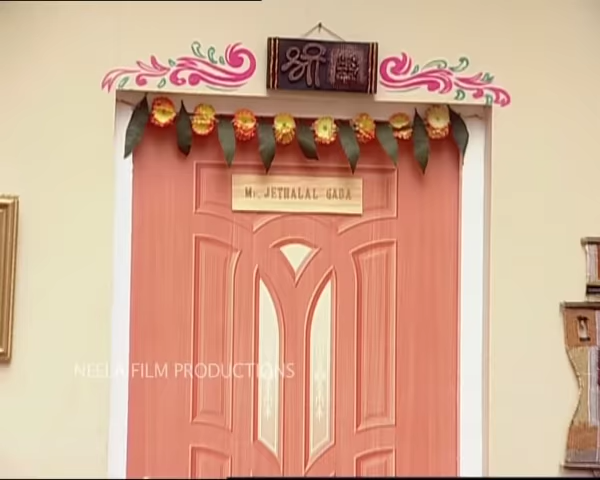 श्री
Mr. JETHALAL GADA
NEELA FILM PRODUCTIONS